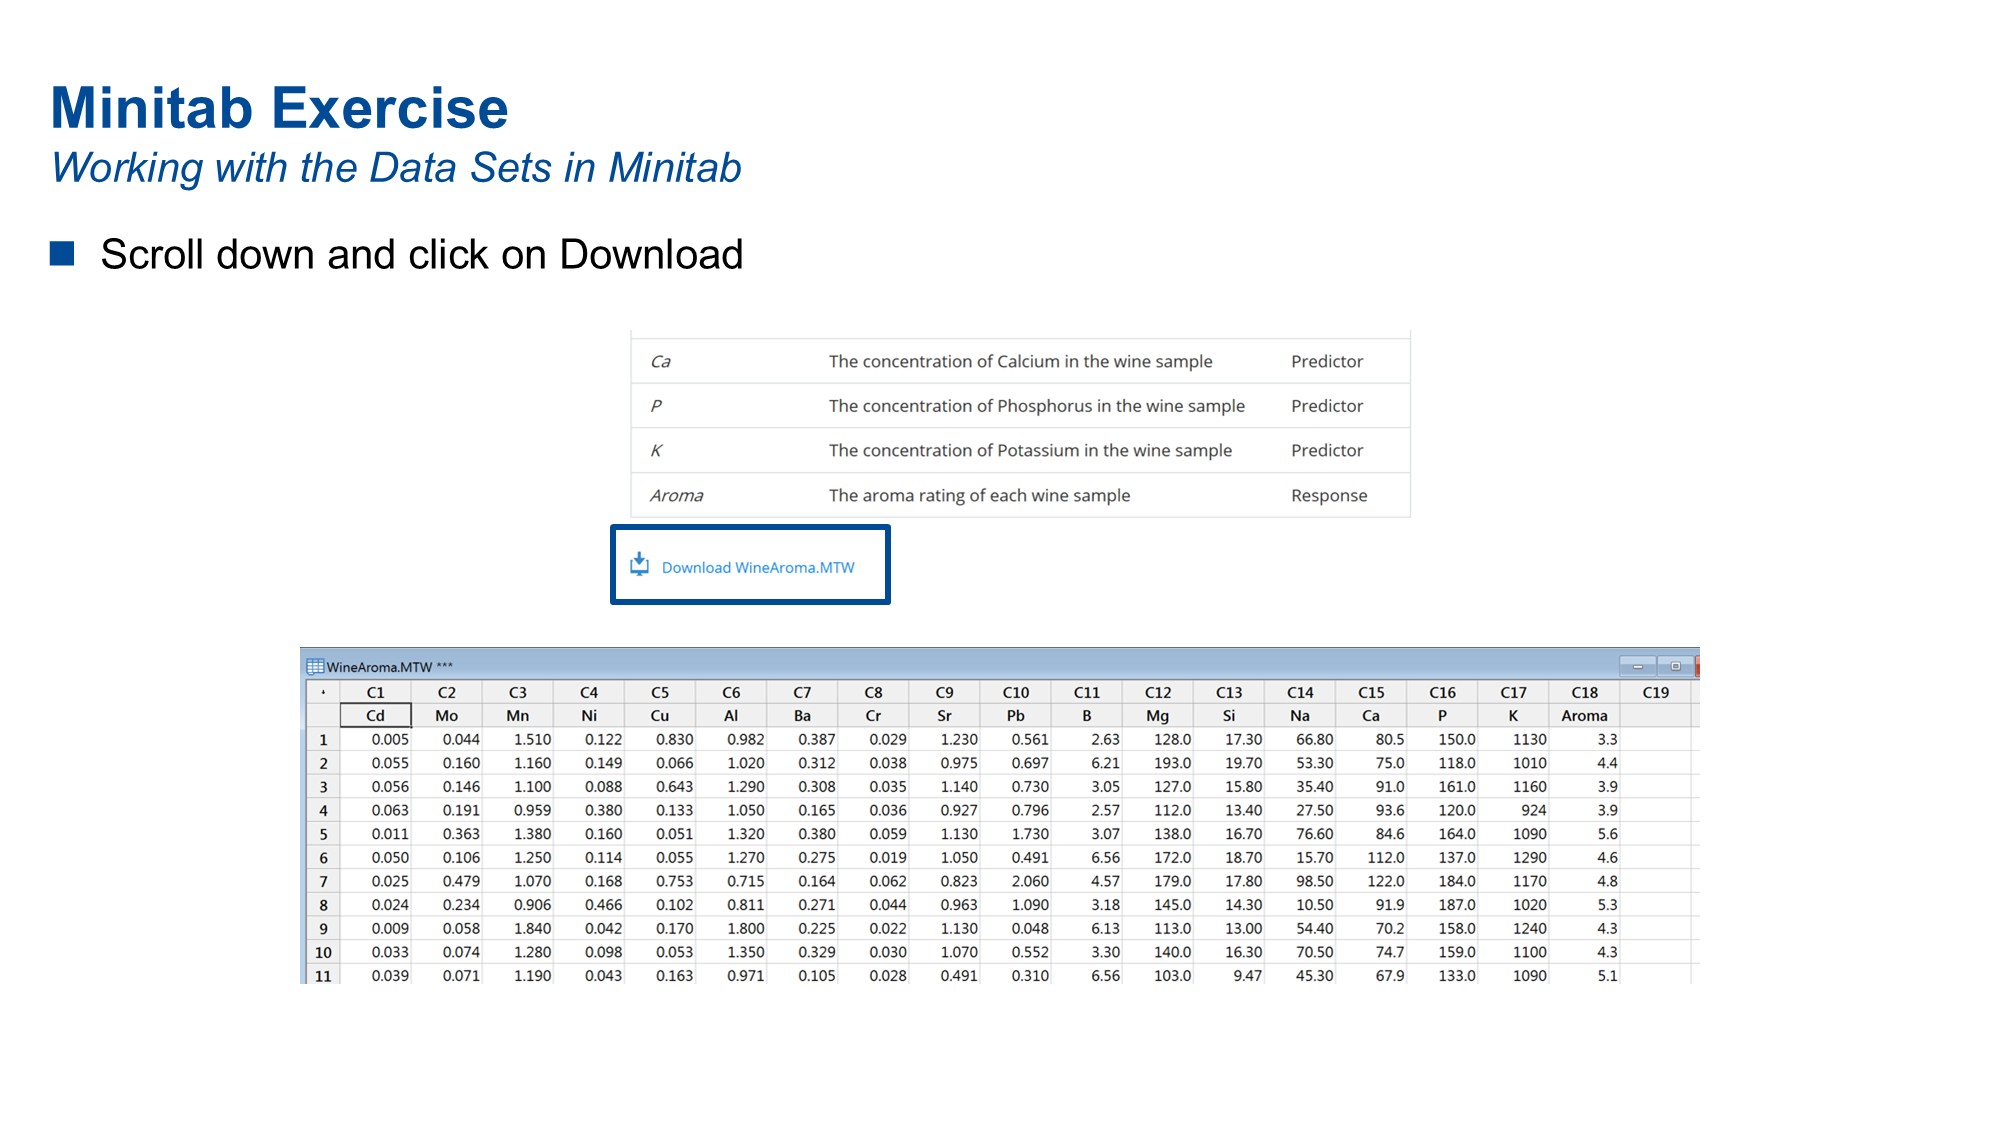 Minitab Exercise
Working with the Data Sets in Minitab
Scroll down and click on Download
Ca The concentration of Calcium in the wine sample Predictor
P The concentration of Phosphorus in the wine sample Predictor
K The concentration of Potassium in the wine sample Predictor
Aroma The aroma rating of each wine sample Response
Download WineAroma.MTW
WineAroma.MTW ***
C1 C2 C3 C4 C5 C6 C7 C8 C9 C10 C11 C12 C13 C14 C15 C16 C17 C18 C19
Cd Mo Mn Ni Cu Al Ba Cr Sr Pb B Mg Si Na Ca P K Aroma
1 0.005 0.044 1.510 0.122 0.830 0.982 0.387 0.029 1.230 0.561 2.63 128.0 17.30 66.80 80.5 150.0 1130 3.3
2 0.055 0.160 1.160 0.149 0.066 1.020 0.312 0.038 0.975 0.697 6.21 193.0 19.70 53.30 75.0 118.0 1010 4.4
3 0.056 0.146 1.100 0.088 0.643 1.290 0.308 0.035 1.140 0.730 3.05 127.0 15.80 35.40 91.0 161.0 1160 3.9
4 0.063 0.191 0.959 0.380 0.133 1.050 0.165 0.036 0.927 0.796 2.57 112.0 13.40 27.50 93.6 120.0 924 3.9
5 0.011 0.363 1.380 0.160 0.051 1.320 0.380 0.059 1.130 1.730 3.07 138.0 16.70 76.60 84.6 164.0 1090 5.6
6 0.050 0.106 1.250 0.114 0.055 1.270 0.275 0.019 1.050 0.491 6.56 172.0 18.70 15.70 112.0 137.0 1290 4.6
7 0.025 0.479 1.070 0.168 0.753 0.715 0.164 0.062 0.823 2.060 4.57 179.0 17.80 98.50 122.0 184.0 1170 4.8
8 0.024 0.234 0.906 0.466 0.102 0.811 0.271 0.044 0.963 1.090 3.18 145.0 14.30 10.50 91.9 187.0 1020 5.3
9 0.009 0.058 1.840 0.042 0.170 1.800 0.225 0.022 1.130 0.048 6.13 113.0 13.00 54.40 70.2 158.0 1240 4.3
10 0.033 0.074 1.280 0.098 0.053 1.350 0.329 0.030 1.070 0.552 3.30 140.0 16.30 70.50 74.7 159.0 1100 4.3
11 0.039 0.071 1.190 0.043 0.163 0.971 0.105 0.028 0.491 0.310 6.56 103.0 9.47 45.30 67.9 133.0 1090 5.1